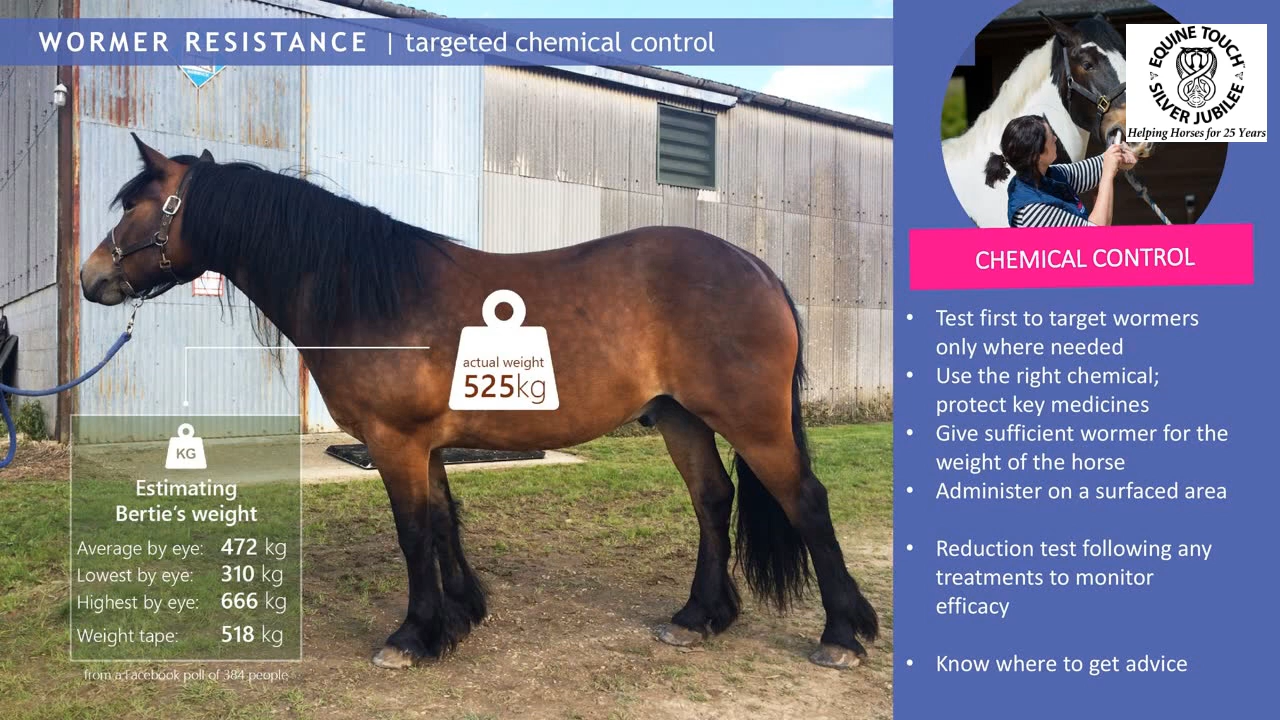 WORMER RESISTANCE | targeted chemical control
EQUINE TOUCH
SILVER JUBILEE
Helping Horses for 25 Years
CHEMICAL CONTROL
• Test first to target wormers
only where needed
• Use the right chemical;
protect key medicines
• Give sufficient wormer for the
weight of the horse
• Administer on a surfaced area
• Reduction test following any
treatments to monitor
efficacy
• Know where to get advice
actual weight
525kg
KG
Estimating
Bertie's weight
Average by eye: 472 kg
Lowest by eye: 310 kg
Highest by eye: 666 kg
Weight tape: 518 kg
from a Facebook poll of 384 people